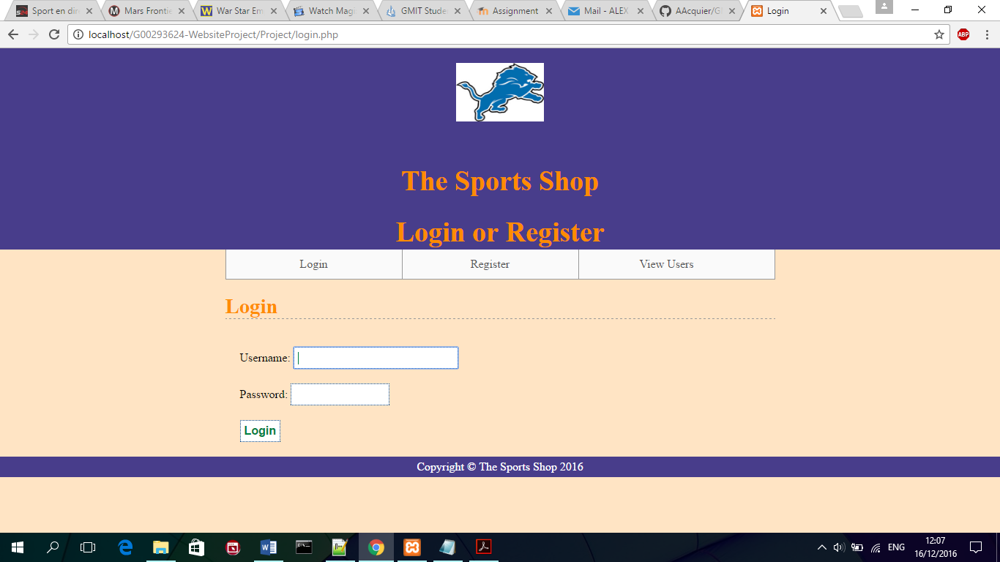 Sport en dir
Mars Frontie
War Star Em
Watch Magi
GMIT Stude
Assignment
Mail - ALEX
AAcquier/G
Login
localhost/G00293624-WebsiteProject/Project/login.php
ABP
The Sports Shop
Login or Register
Login
Register
View Users
Login
Username:
Password:
Login
Copyright © The Sports Shop 2016
ENG
12:07
16/12/2016